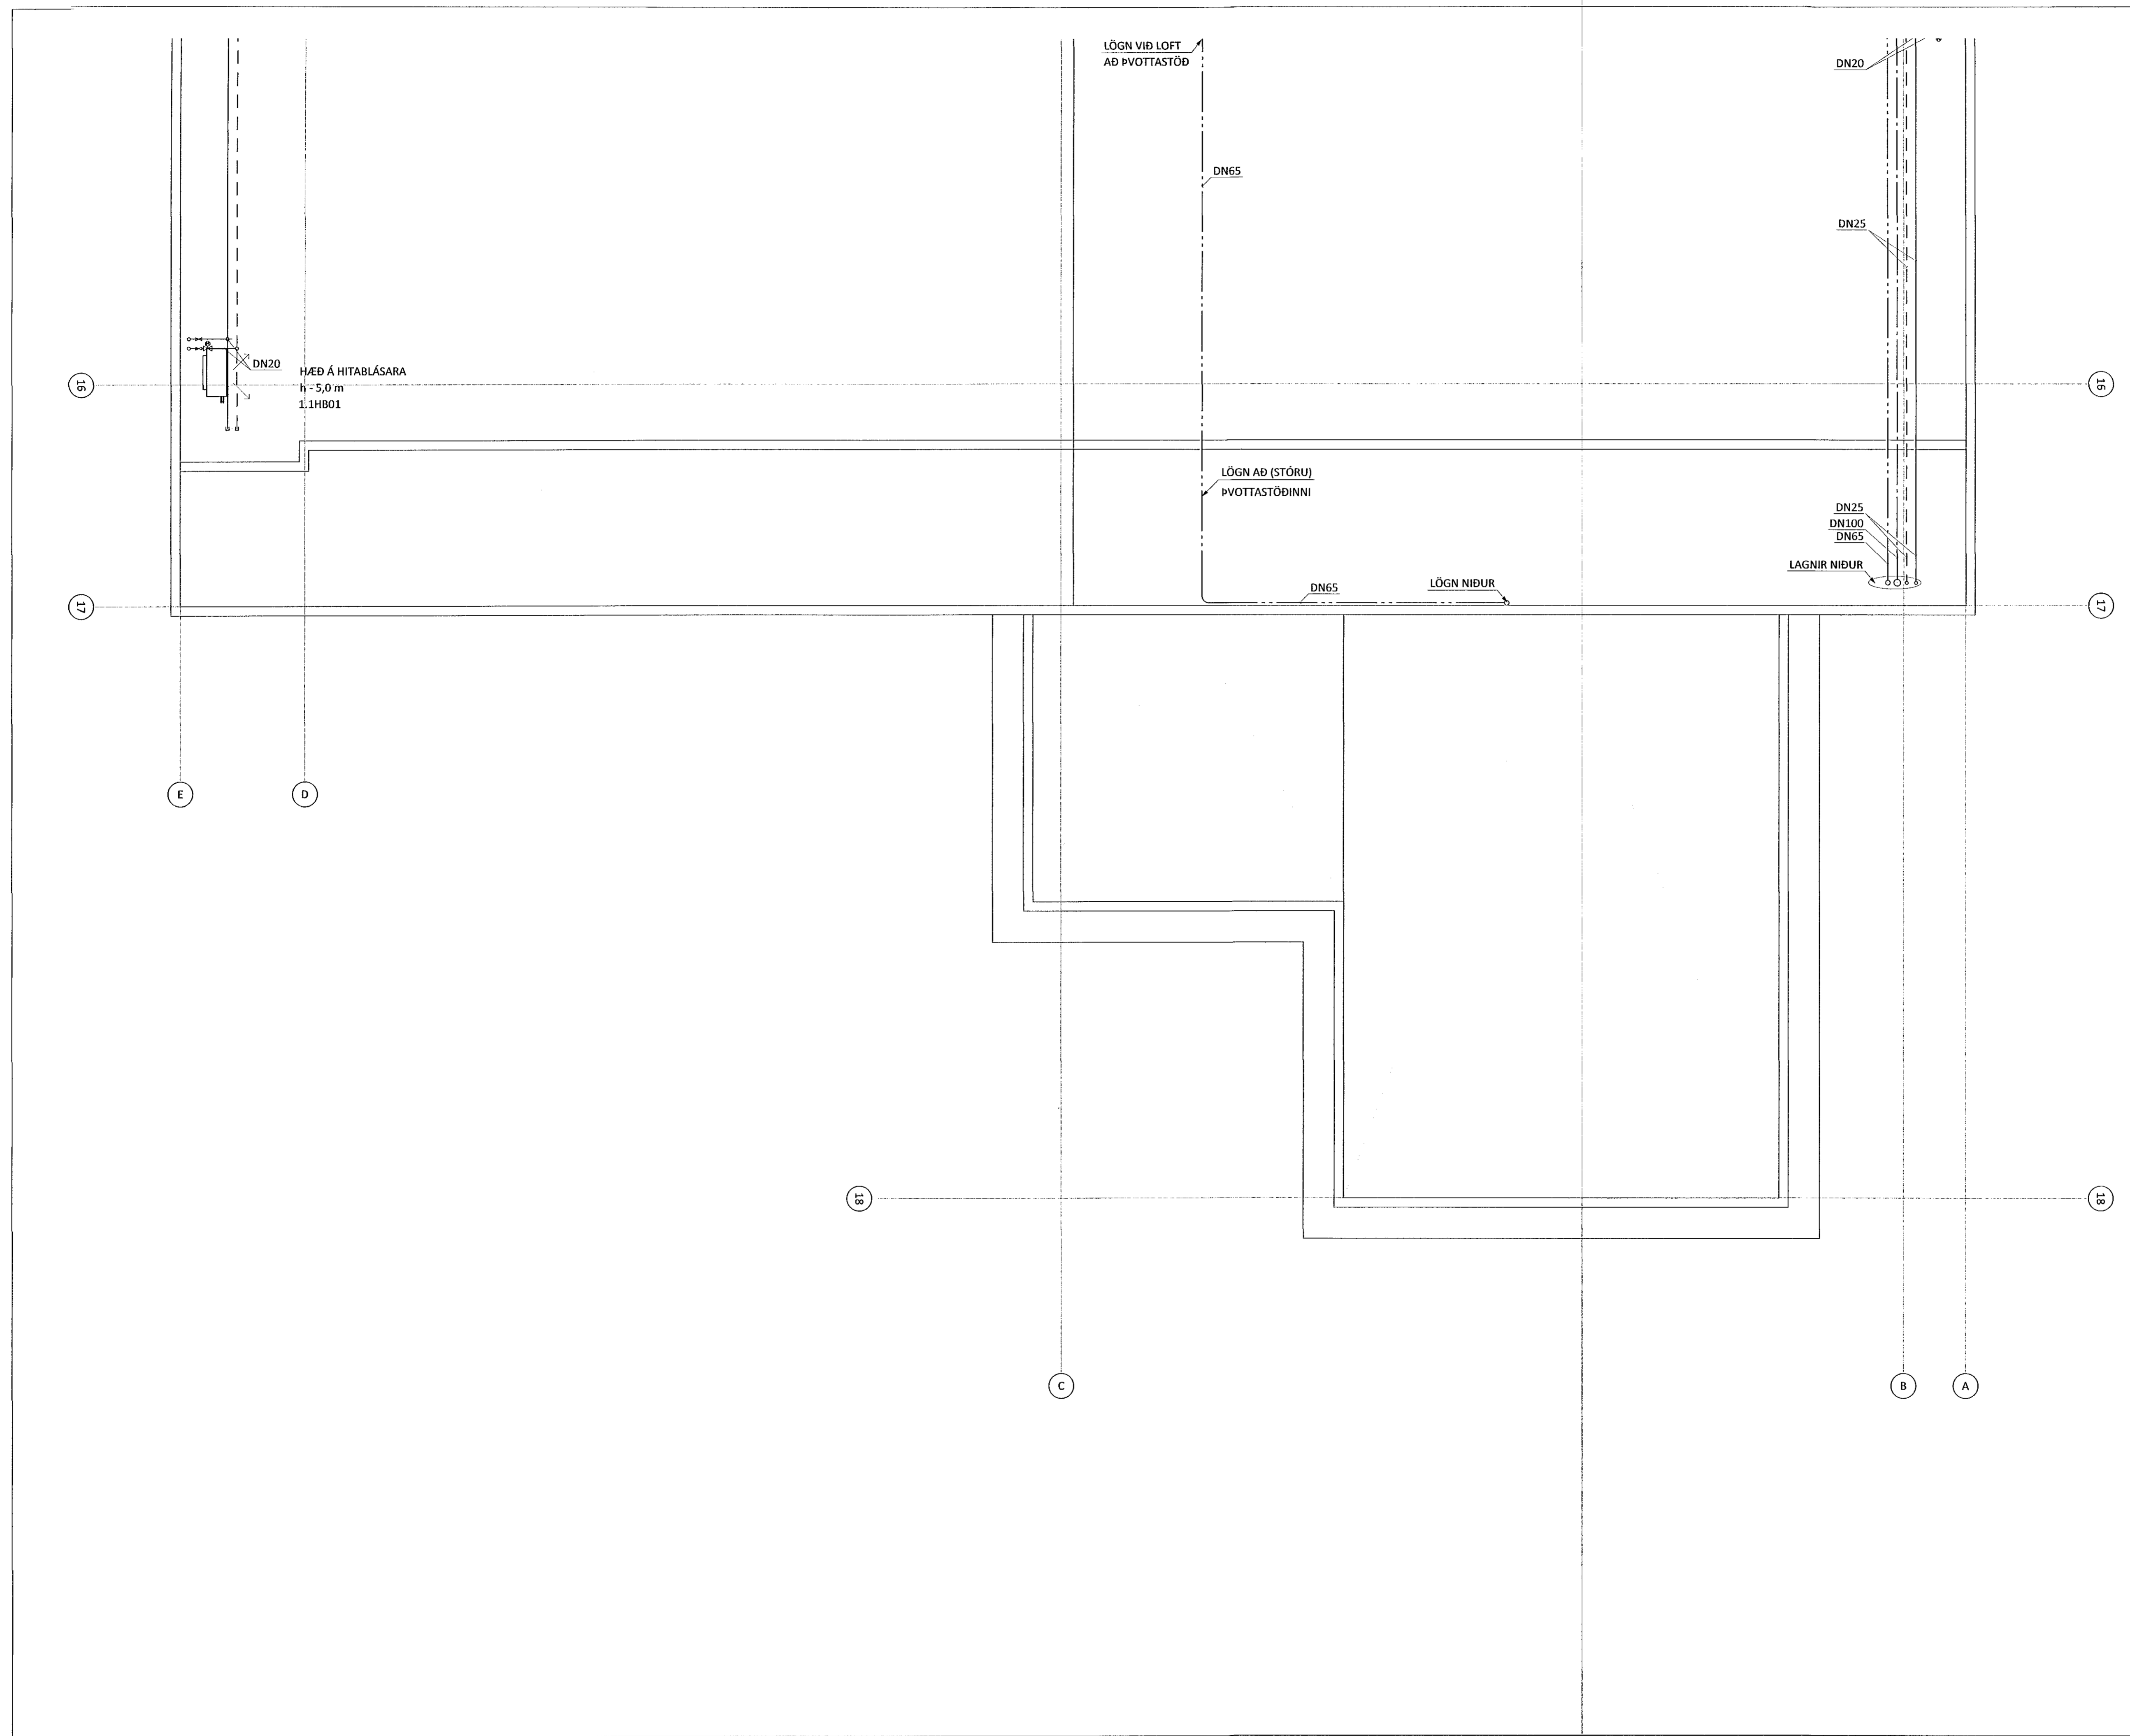 LÖGN VIÐ LOFT
AÐ ÞVOTTASTÖÐ
DN20
DN65
DN25
DN20
HÆÐ Á HITABLÁSARA
h - 5,0 m
1.1HB01
16
16
LÖGN AÐ (STÓRU)
ÞVOTTASTÖÐINNI
DN25
DN100
DN65
LAGNIR NIÐUR
DN65
LÖGN NIÐUR
17
17
E
D
18
18
C
B
A